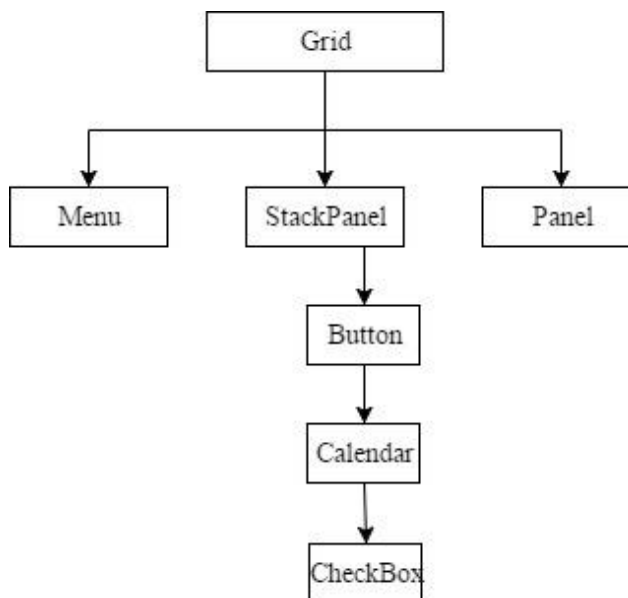 Grid
Menu
StackPanel
Panel
Button
Calendar
CheckBox